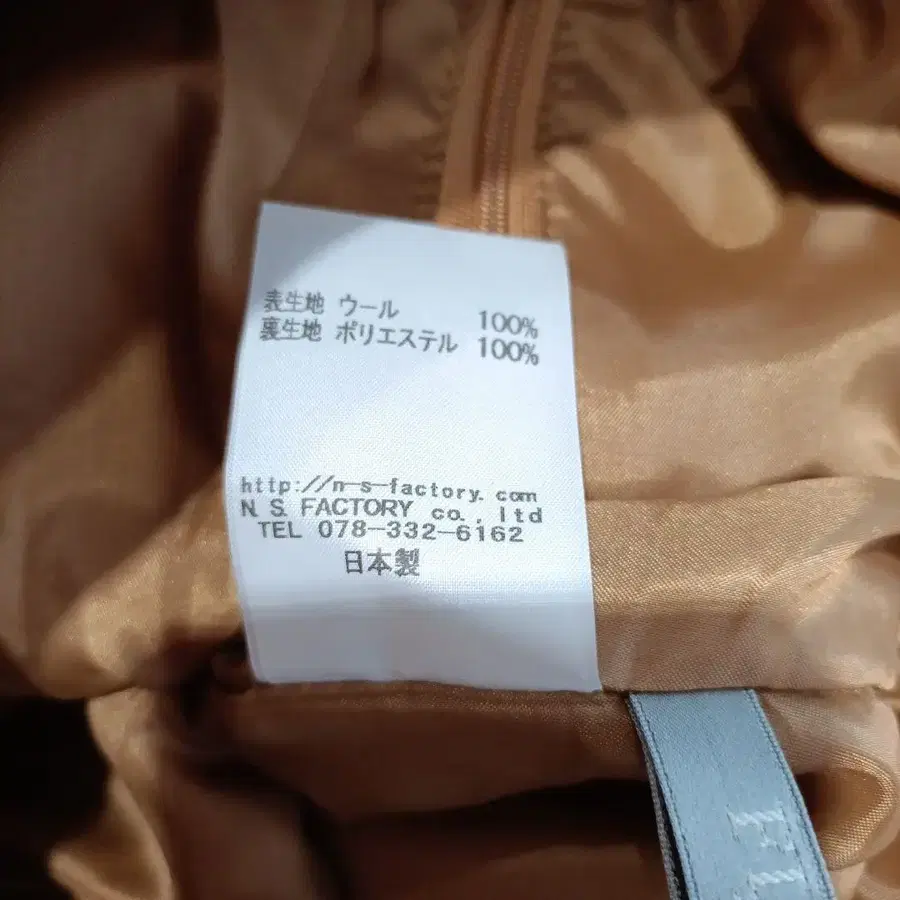 表生地 ウール 100%
裏生地 ポリエステル 100%
http://n-s-factory.com
N.S.FACTORY co.,ltd
TEL 078-332-6162
日本製